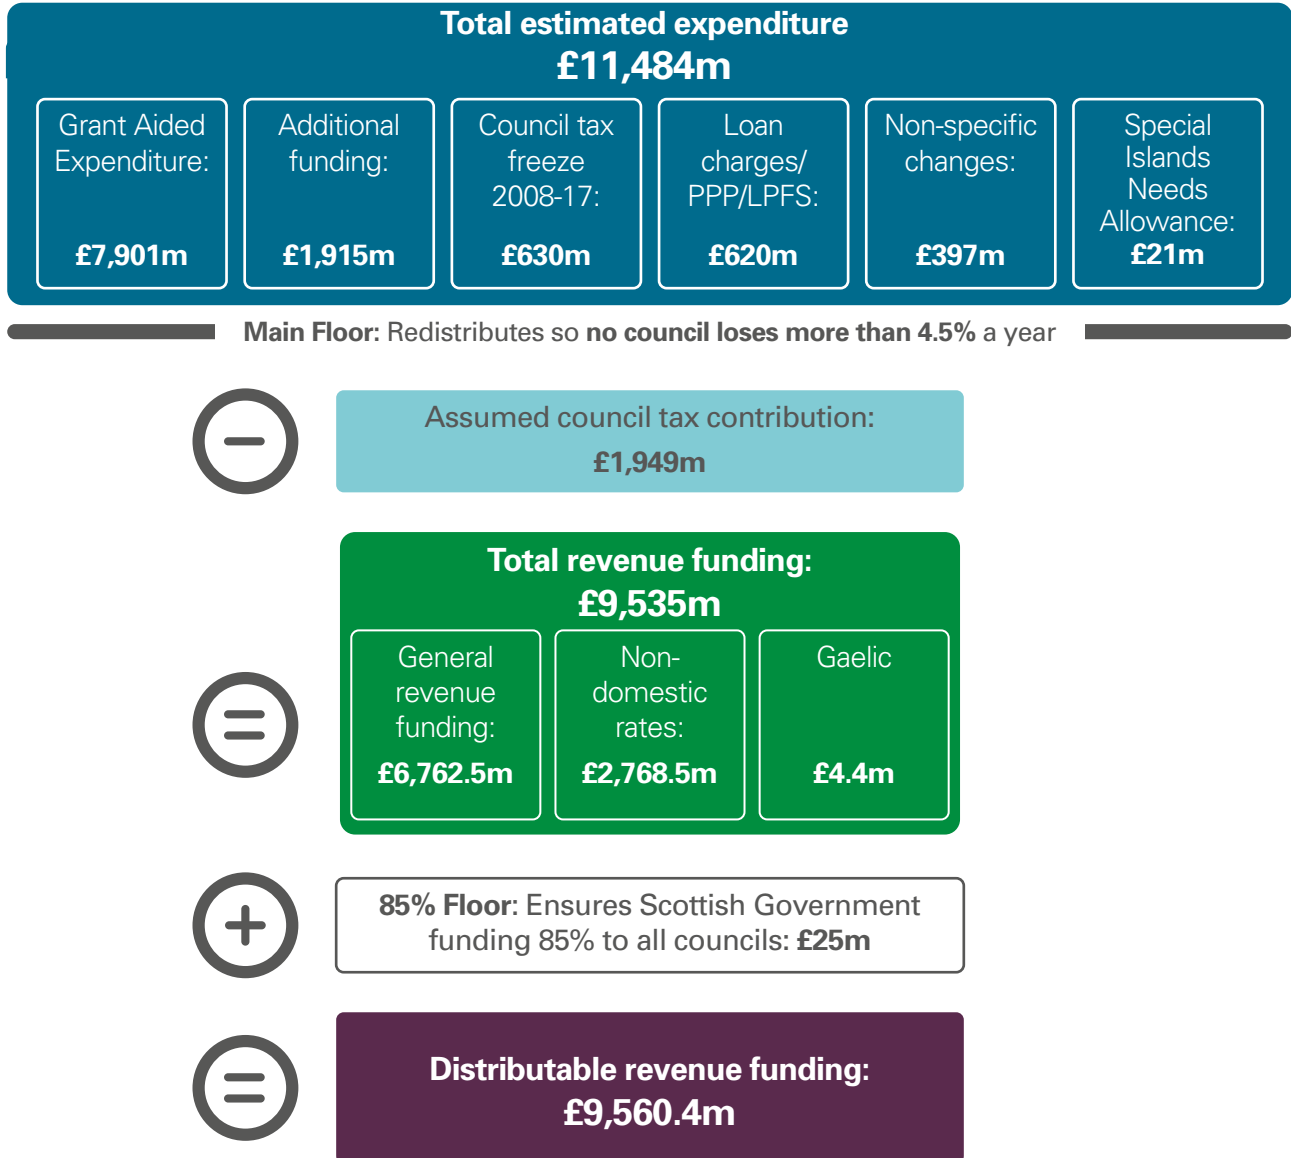 Total estimated expenditure
£11,484m
Grant Aided
Expenditure:
£7,901m
Additional
funding:
£1,915m
Council tax
freeze
2008-17:
£630m
Loan
charges/
PPP/LPFS:
£620m
Non-specific
changes:
£397m
Special
Islands
Needs
Allowance:
£21m
Main Floor: Redistributes so no council loses more than 4.5% a year
Assumed council tax contribution:
£1,949m
Total revenue funding:
£9,535m
General
revenue
funding:
£6,762.5m
Non-
domestic
rates:
£2,768.5m
Gaelic
£4.4m
85% Floor: Ensures Scottish Government
funding 85% to all councils: £25m
Distributable revenue funding:
£9,560.4m